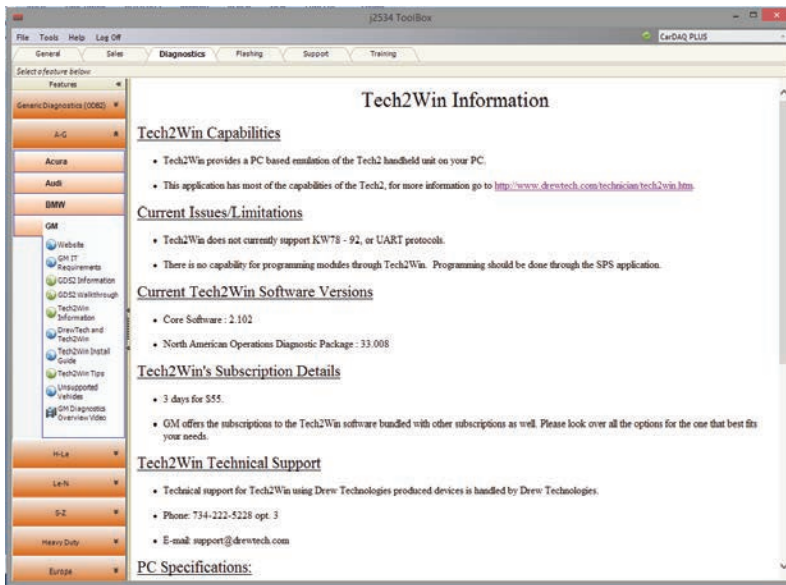 j2534 ToolBox
File Tools Help Log Off
CarDAQ PLUS
General Sales Diagnostics Flashing Support Training
Select a feature below
Features
Generic Diagnostics (ODB2)
A-G
Acura
Audi
BMW
GM
Website
GM IT
Requirements
GDS2 Information
GDS2 Walkthrough
Tech2Win
Information
DrewTech and
Tech2Win
Tech2Win Install
Guide
Tech2Win Tips
Unsupported
Vehicles
GM Diagnostics
Overview Video
H-La
Le-N
S-Z
Heavy Duty
Europe
Tech2Win Information
Tech2Win Capabilities
• Tech2Win provides a PC based emulation of the Tech2 handheld unit on your PC.
• This application has most of the capabilities of the Tech2, for more information go to http://www.drewtech.com/technician/tech2win.htm.
Current Issues/Limitations
• Tech2Win does not currently support KW78 - 92, or UART protocols.
• There is no capability for programming modules through Tech2Win. Programming should be done through the SPS application.
Current Tech2Win Software Versions
• Core Software : 2.102
• North American Operations Diagnostic Package : 33.008
Tech2Win's Subscription Details
• 3 days for $55.
• GM offers the subscriptions to the Tech2Win software bundled with other subscriptions as well. Please look over all the options for the one that best fits
your needs.
Tech2Win Technical Support
• Technical support for Tech2Win using Drew Technologies produced devices is handled by Drew Technologies.
• Phone: 734-222-5228 opt. 3
• E-mail: support@drewtech.com
PC Specifications: